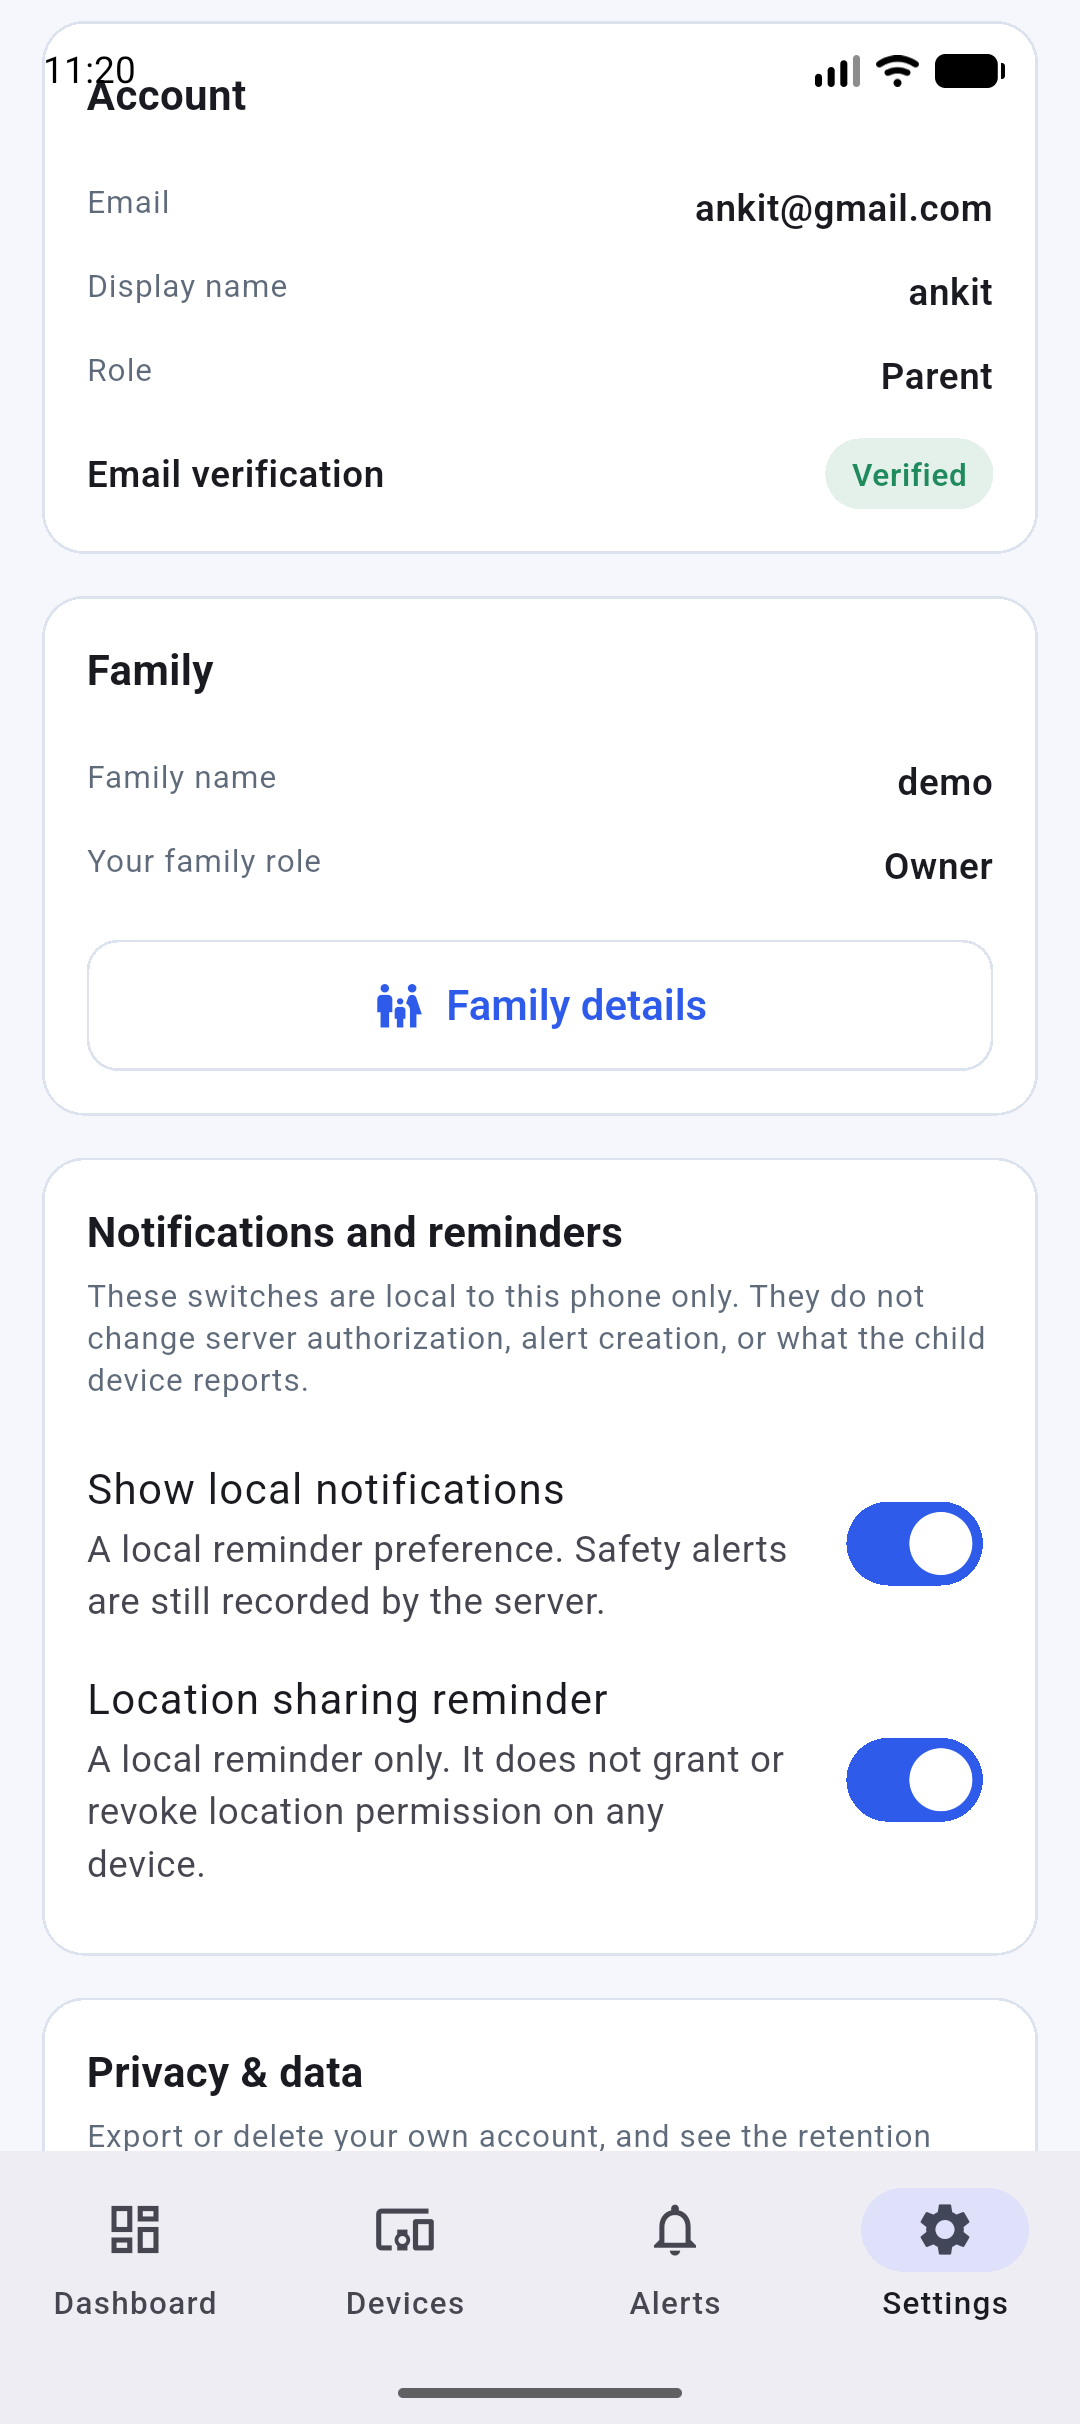 11:20
Account
Email
ankit@gmail.com
Display name
ankit
Role
Parent
Email verification
Verified
Family
Family name
demo
Your family role
Owner
Family details
Notifications and reminders
These switches are local to this phone only. They do not
change server authorization, alert creation, or what the child
device reports.
Show local notifications
A local reminder preference. Safety alerts
are still recorded by the server.
Location sharing reminder
A local reminder only. It does not grant or
revoke location permission on any
device.
Privacy & data
Export or delete your own account, and see the retention
Dashboard
Devices
Alerts
Settings